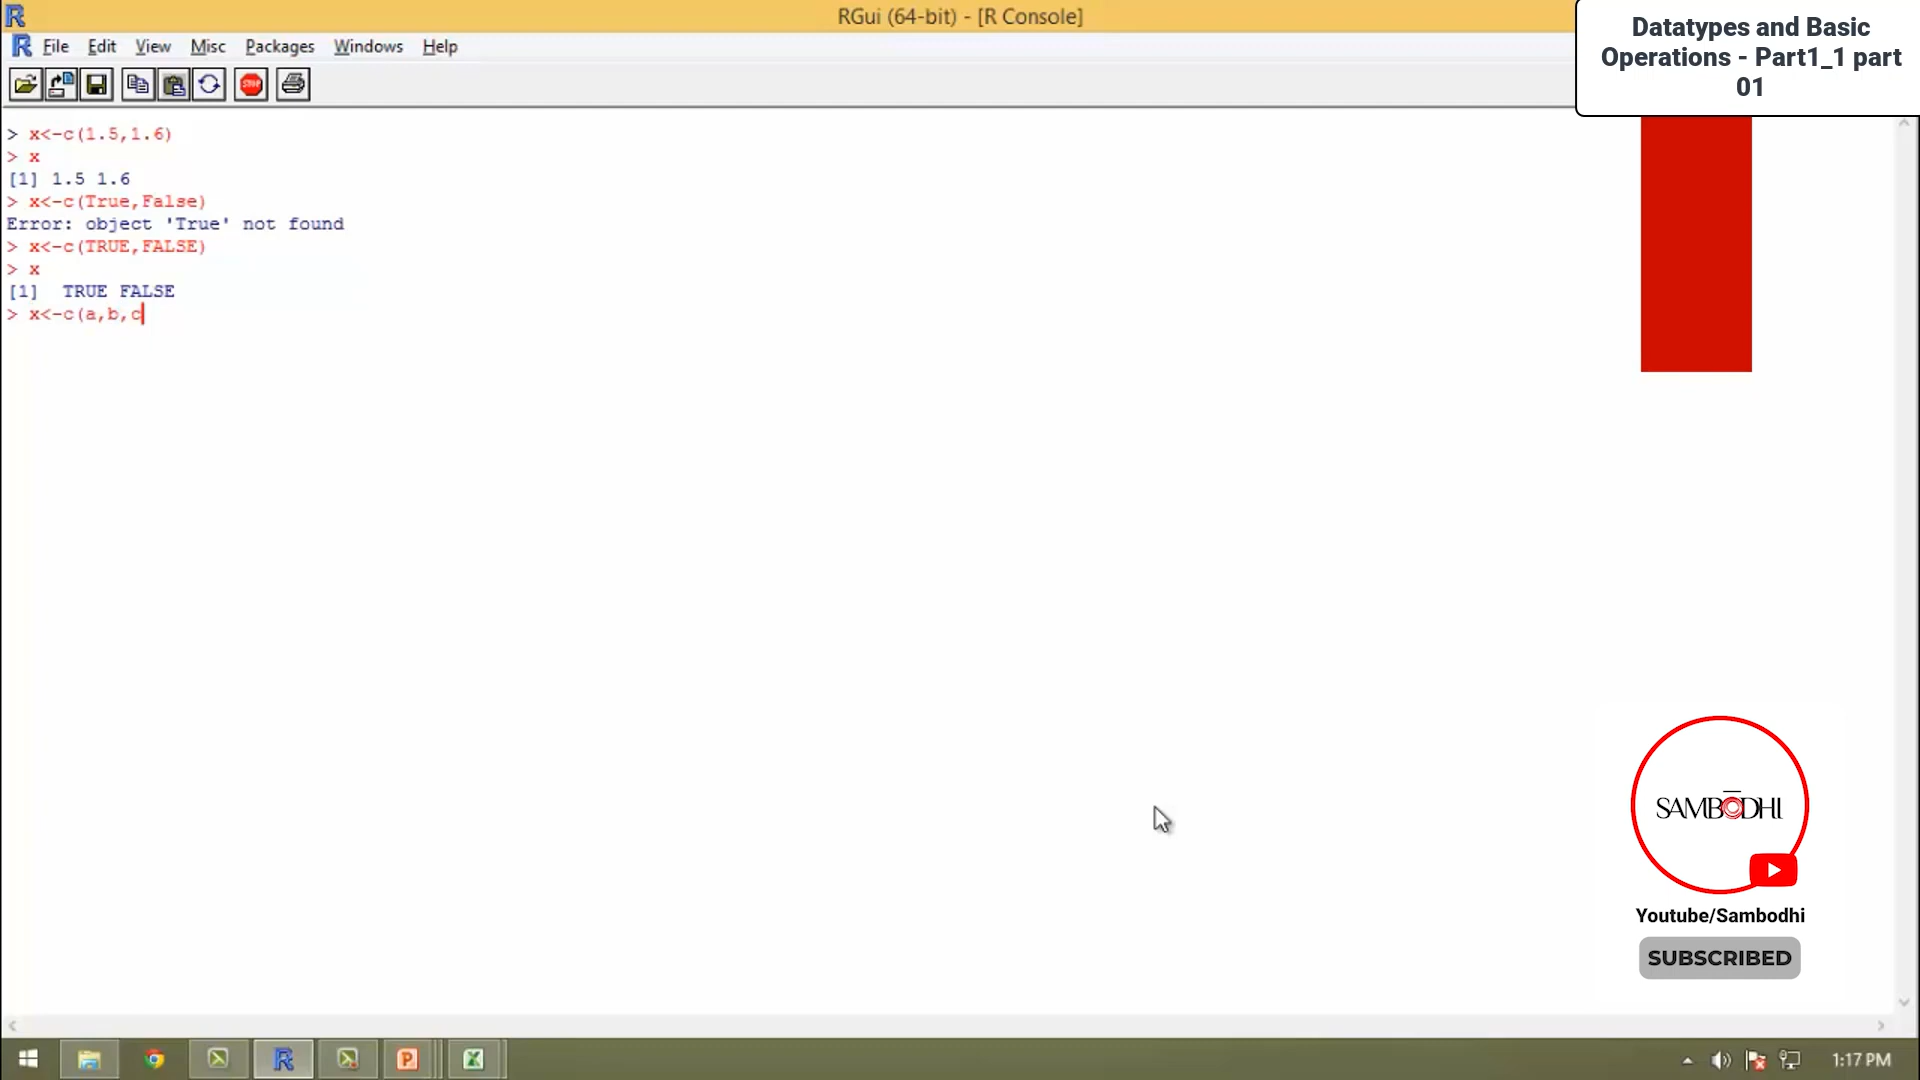 RGui (64-bit) - [R Console]
Datatypes and Basic
Operations - Part1_1 part
01
File Edit View Misc Packages Windows Help
STOP
> x<-c(1.5,1.6)
> x
[1] 1.5 1.6
> x<-c(True,False)
Error: object 'True' not found
> x<-c(TRUE,FALSE)
> x
[1]  TRUE FALSE
> x<-c(a,b,c
SAMBŌDHI
Youtube/Sambodhi
SUBSCRIBED
1:17 PM